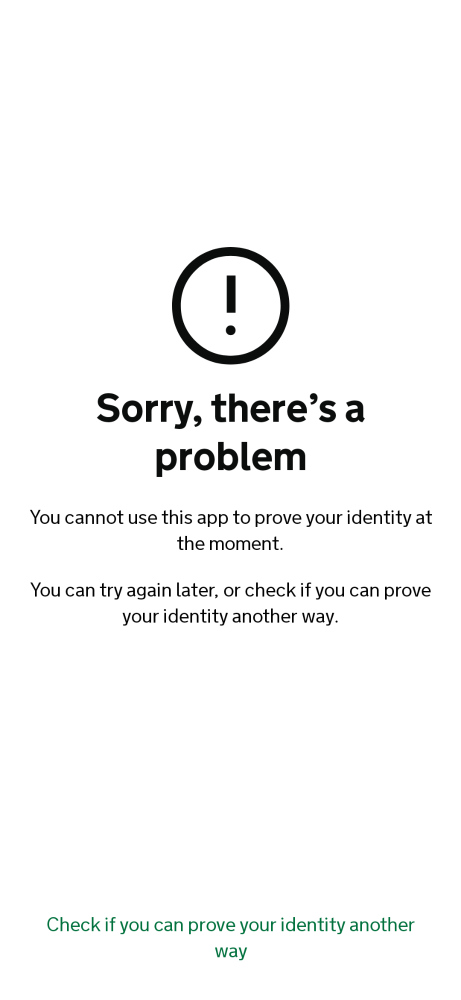 Sorry, there’s a
problem
You cannot use this app to prove your identity at
the moment.
You can try again later, or check if you can prove
your identity another way.
Check if you can prove your identity another
way